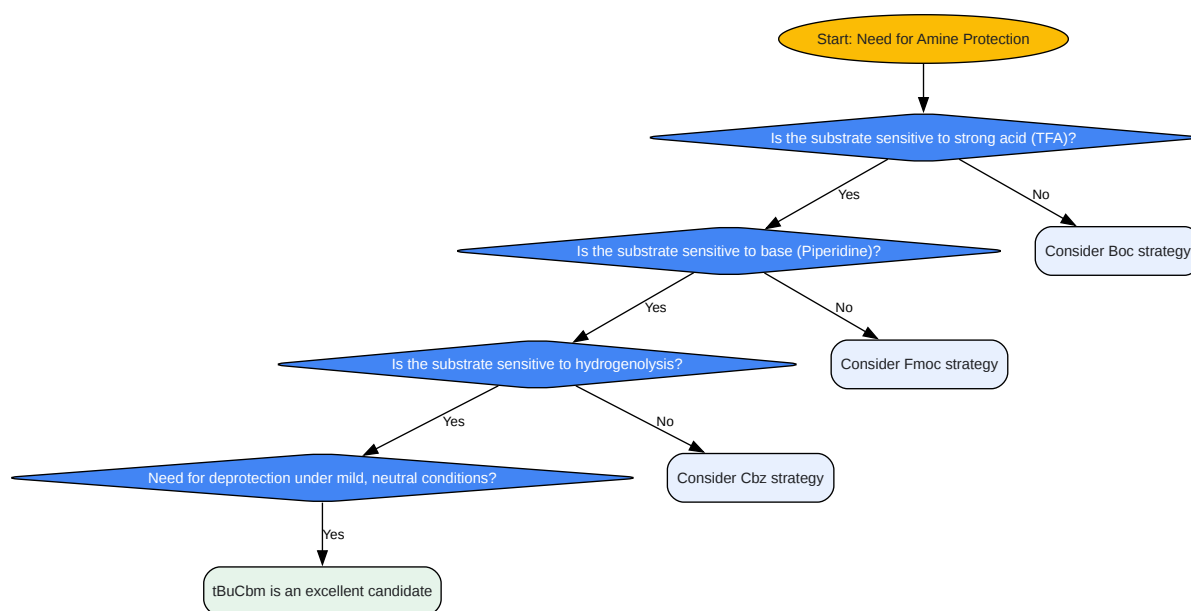 Start: Need for Amine Protection
Is the substrate sensitive to strong acid (TFA)?
Yes
No
Is the substrate sensitive to base (Piperidine)?
Consider Boc strategy
Yes
No
Is the substrate sensitive to hydrogenolysis?
Consider Fmoc strategy
Yes
No
Need for deprotection under mild, neutral conditions?
Consider Cbz strategy
Yes
tBuCbm is an excellent candidate